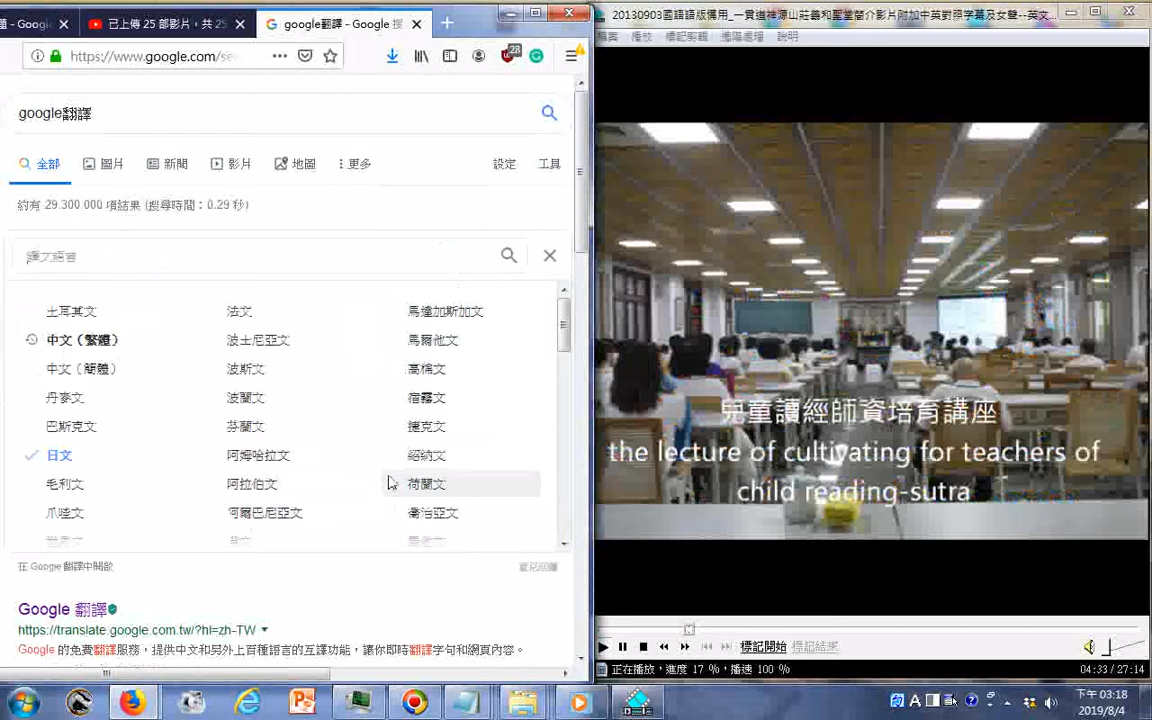 已上傳 25 部影片，共 25
google翻譯 - Google 搜
https://www.google.com/se
28
google翻譯
全部
圖片
新聞
影片
地圖
更多
設定
工具
約有 29,300,000 項結果 (搜尋時間：0.29 秒)
譯文語言
土耳其文
法文
馬達加斯加文
中文（繁體）
波士尼亞文
馬爾他文
中文（簡體）
波斯文
高棉文
丹麥文
波蘭文
宿霧文
巴斯克文
芬蘭文
捷克文
日文
阿姆哈拉文
紹納文
毛利文
阿拉伯文
荷蘭文
爪哇文
阿爾巴尼亞文
喬治亞文
在 Google 翻譯中開啟
意見回饋
Google 翻譯
https://translate.google.com.tw/?hl=zh-TW
Google 的免費翻譯服務，提供中文和另外上百種語言的互譯功能，讓你即時翻譯字句和網頁內容。
20130903國語語版備用_一貫道神源山莊義和聖堂簡介影片附加中英對照字幕及女聲--英文...
檔案 播放 標記剪輯 進階處理 說明
兒童讀經師資培育講座
the lecture of cultivating for teachers of
child reading-sutra
標記開始
標記結束
正在播放，進度 17 %，播速 100 %
04:33 / 27:14
下午 03:18
2019/8/4